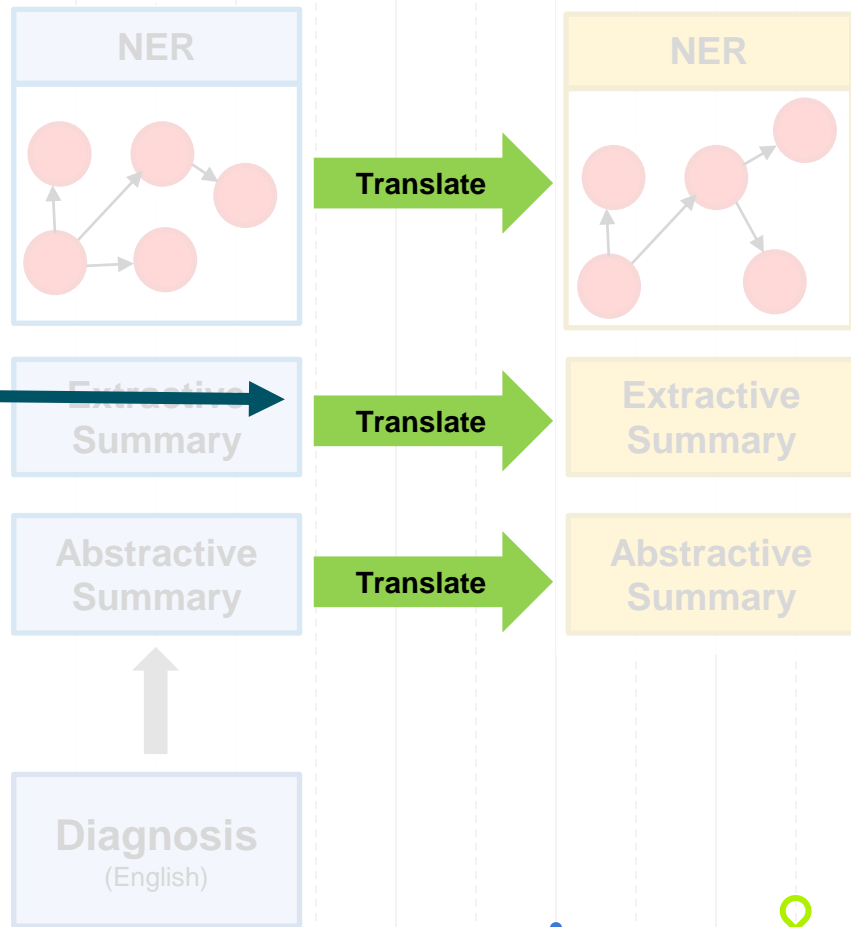 NER
NER
Translate
Extractive
Summary
Translate
Extractive
Summary
Abstractive
Summary
Translate
Abstractive
Summary
Diagnosis
(English)